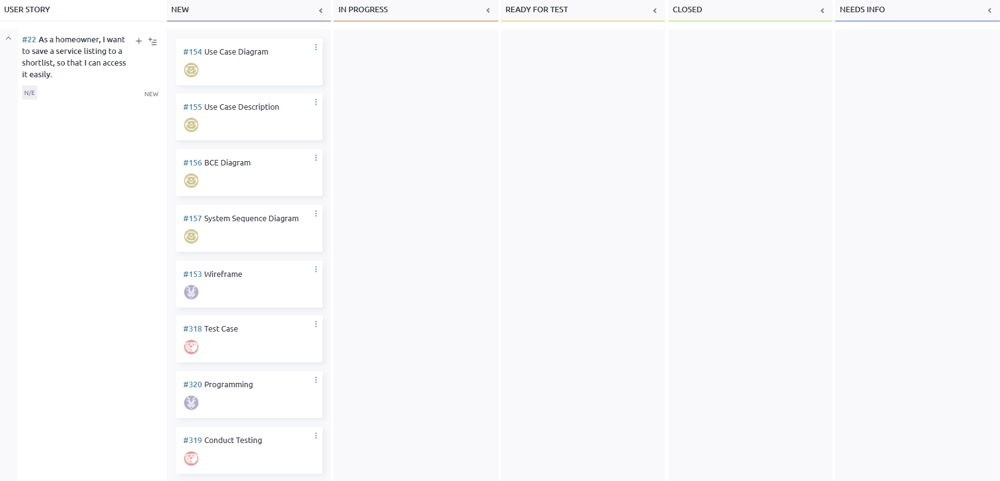 USER STORY
NEW
IN PROGRESS
READY FOR TEST
CLOSED
NEEDS INFO
#22 As a homeowner, I want
to save a service listing to a
shortlist, so that I can access
it easily.
N/E
NEW
#154 Use Case Diagram
#155 Use Case Description
#156 BCE Diagram
#157 System Sequence Diagram
#153 Wireframe
#318 Test Case
#320 Programming
#319 Conduct Testing